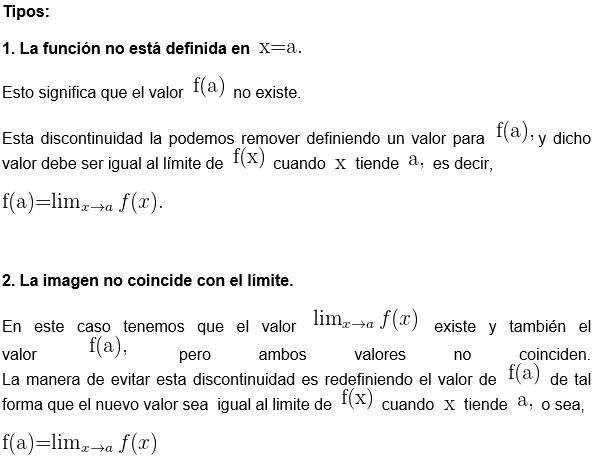 Tipos:
1. La función no está definida en x=a.
Esto significa que el valor f(a) no existe.
Esta discontinuidad la podemos remover definiendo un valor para f(a), y dicho
valor debe ser igual al límite de f(x) cuando x tiende a, es decir,
f(a)=lim_{x→a} f(x).
2. La imagen no coincide con el límite.
En este caso tenemos que el valor lim_{x→a} f(x) existe y también el
valor f(a), pero ambos valores no coinciden.
La manera de evitar esta discontinuidad es redefiniendo el valor de f(a) de tal
forma que el nuevo valor sea igual al limite de f(x) cuando x tiende a, o sea,
f(a)=lim_{x→a} f(x)